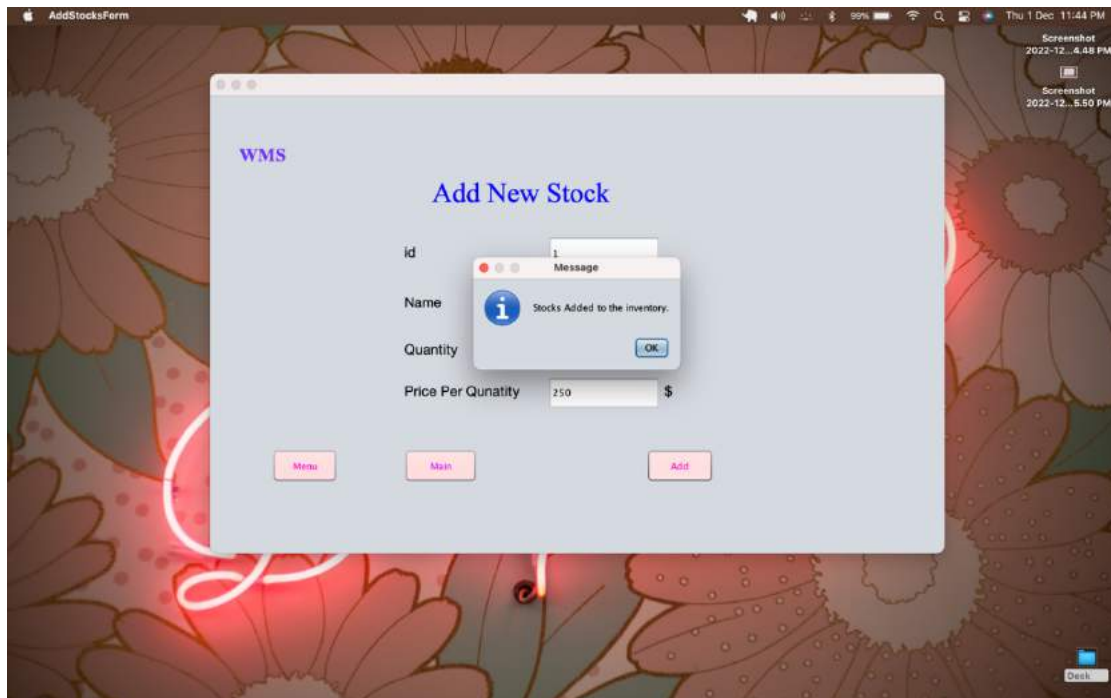 AddStocksForm
99%
Thu 1 Dec 11:44 PM
Screenshot
2022-12...4.48 PM
Screenshot
2022-12...5.50 PM
WMS
Add New Stock
id
1
Message
Name
Stocks Added to the inventory.
Quantity
OK
Price Per Qunatity
250
$
Menu
Main
Add
Desk